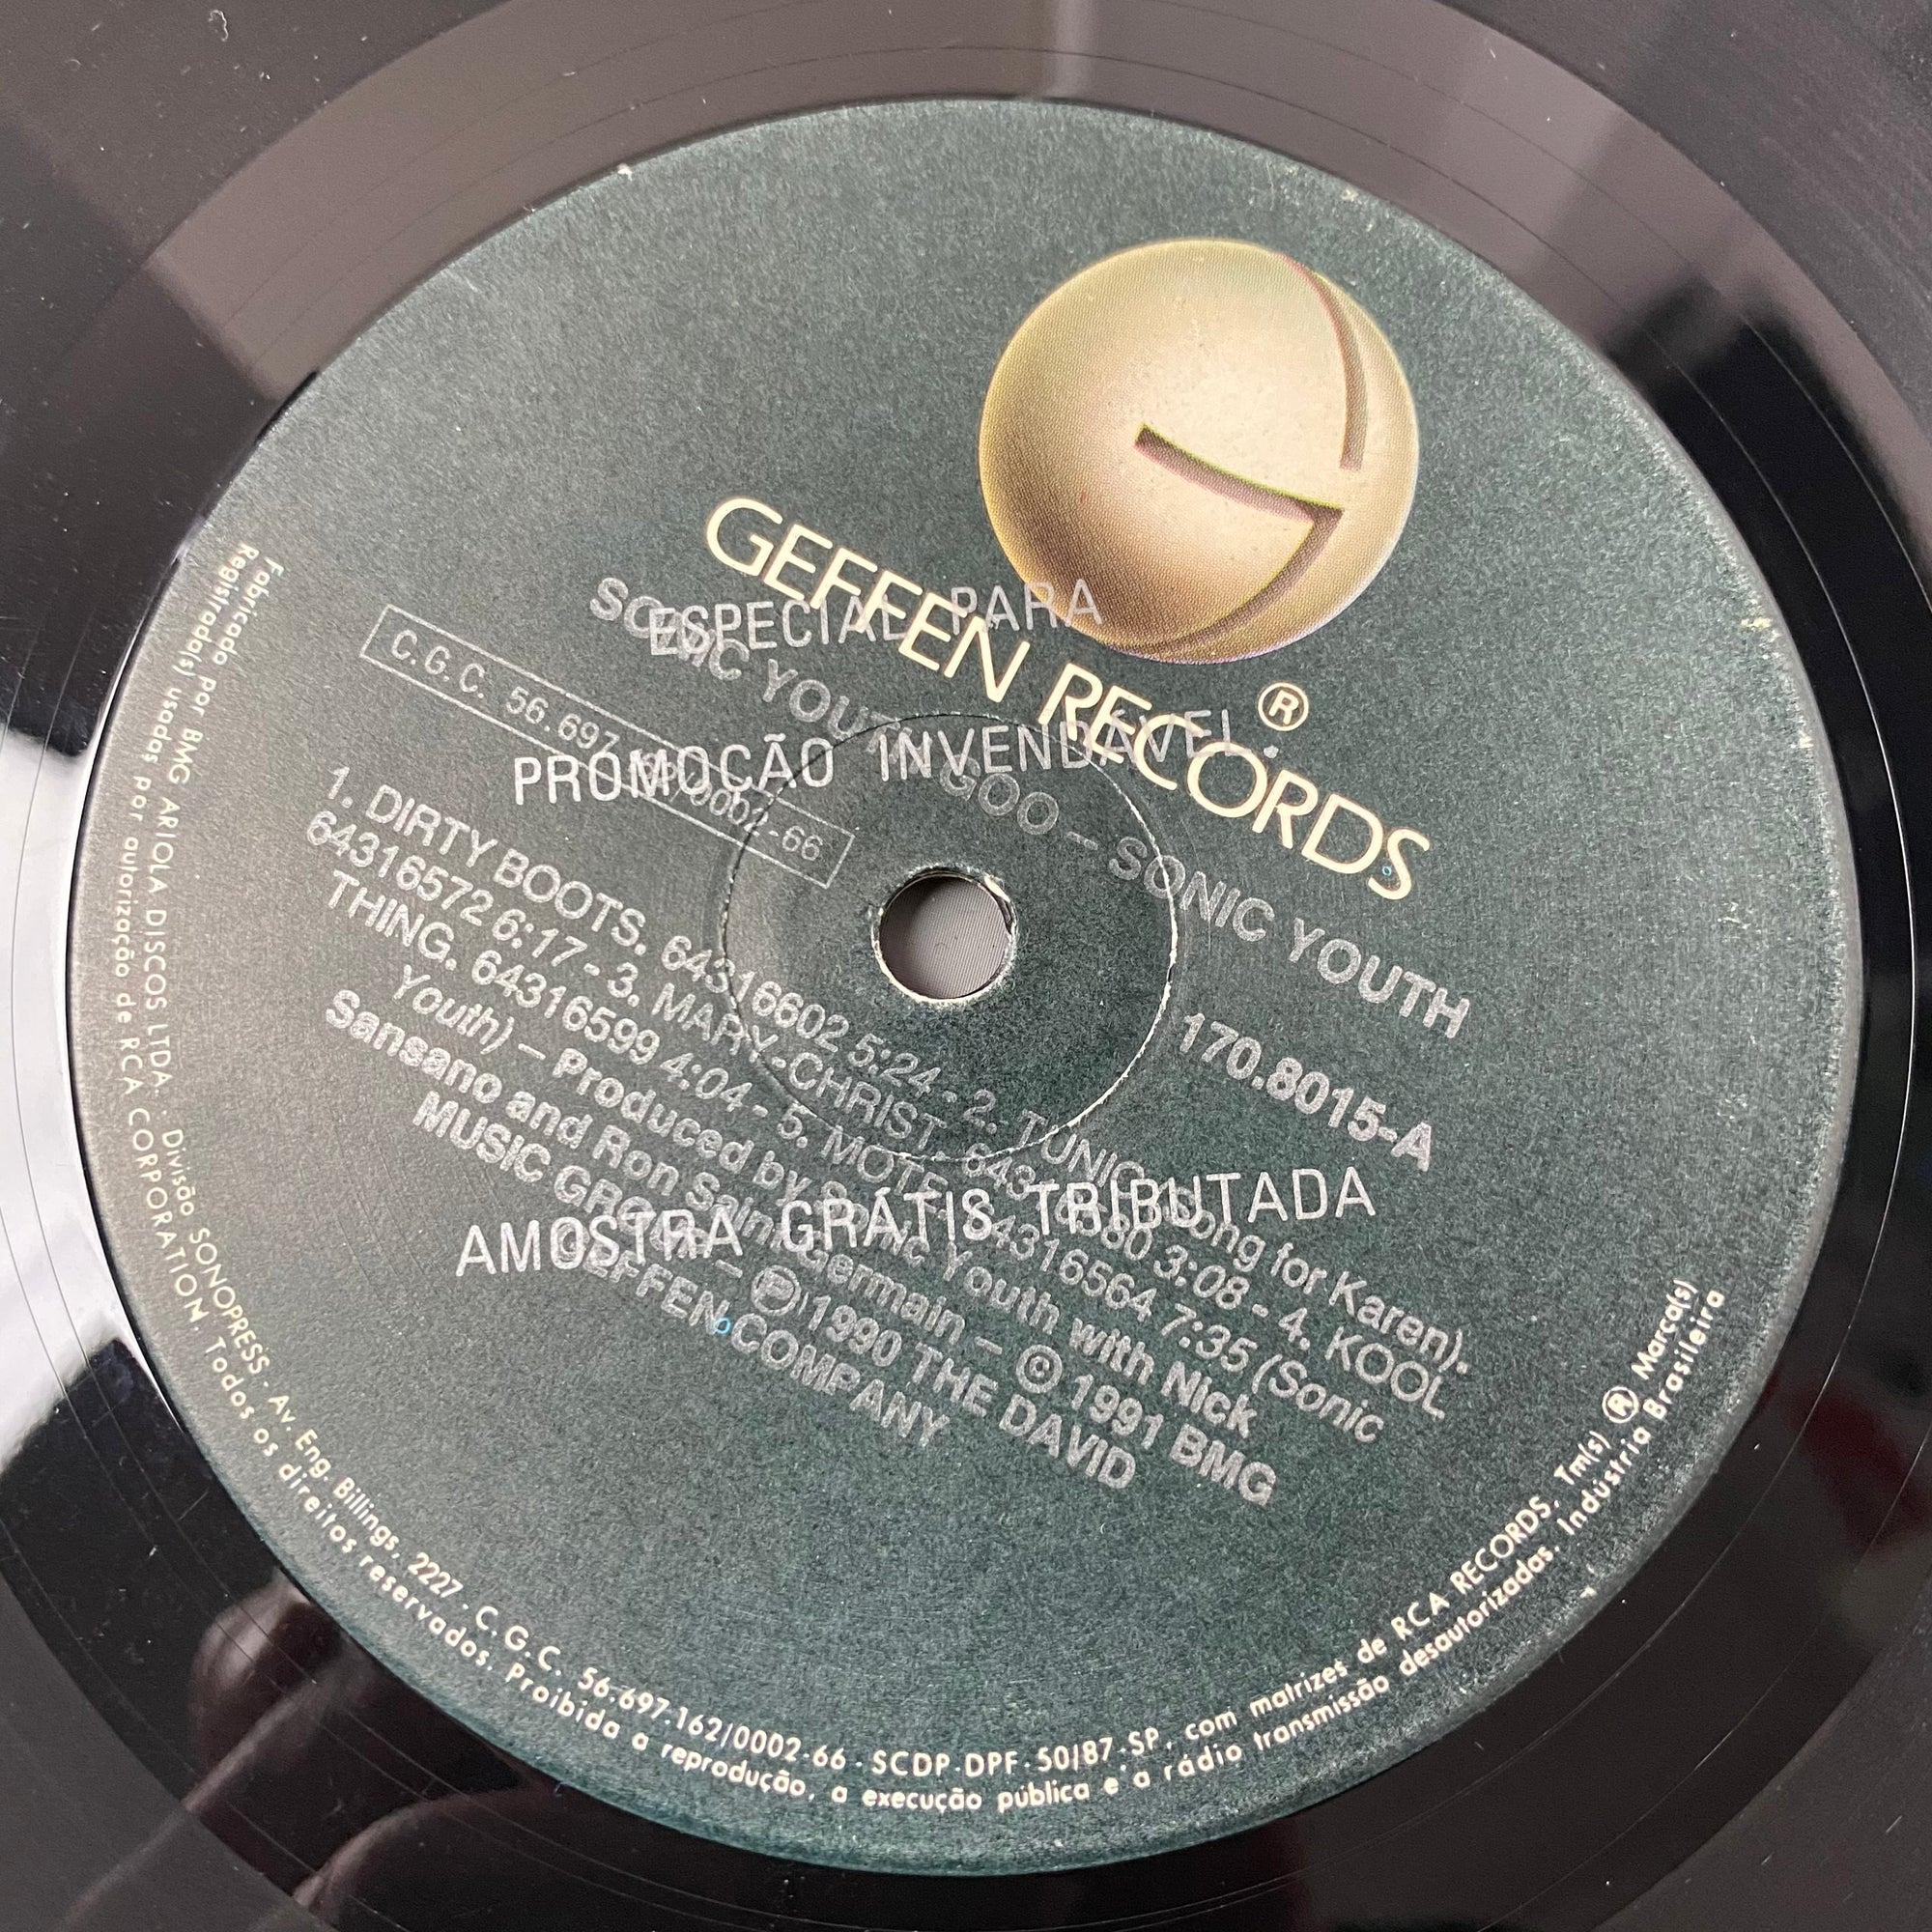 GEFFEN RECORDS ®
SONIC YOUTH GOO – SONIC YOUTH
C.G.C. 56.697. /0002-66
170.8015-A
1. DIRTY BOOTS. 64316602 5:24 - 2. TUNIC (Song for Karen).
64316572 6:17 - 3. MARY-CHRIST. 3:08 - 4. KOOL
THING. 64316599 4:04 - 5. MOTE. 64316564 7:35 (Sonic
Youth) – Produced by Sonic Youth with Nick
Sansano and Ron Saint Germain – © 1991 BMG
MUSIC – ℗ 1990 THE DAVID
GEFFEN COMPANY
ESPECIAL PARA
PROMOÇÃO INVENDÁVEL.
AMOSTRA GRÁTIS TRIBUTADA
Fabricado por BMG ARIOLA DISCOS LTDA. - Divisão SONOPRESS - Av. Eng. Billings, 2227 - C.G.C. 56.697.162/0002-66 - SCDP-DPF-50/87-SP, com matrizes de RCA RECORDS. Tm(s) ® Marca(s)
Registrada(s) usadas por autorização de RCA CORPORATION. Todos os direitos reservados. Proibida a reprodução, a execução pública e a rádio transmissão desautorizadas. Indústria Brasileira